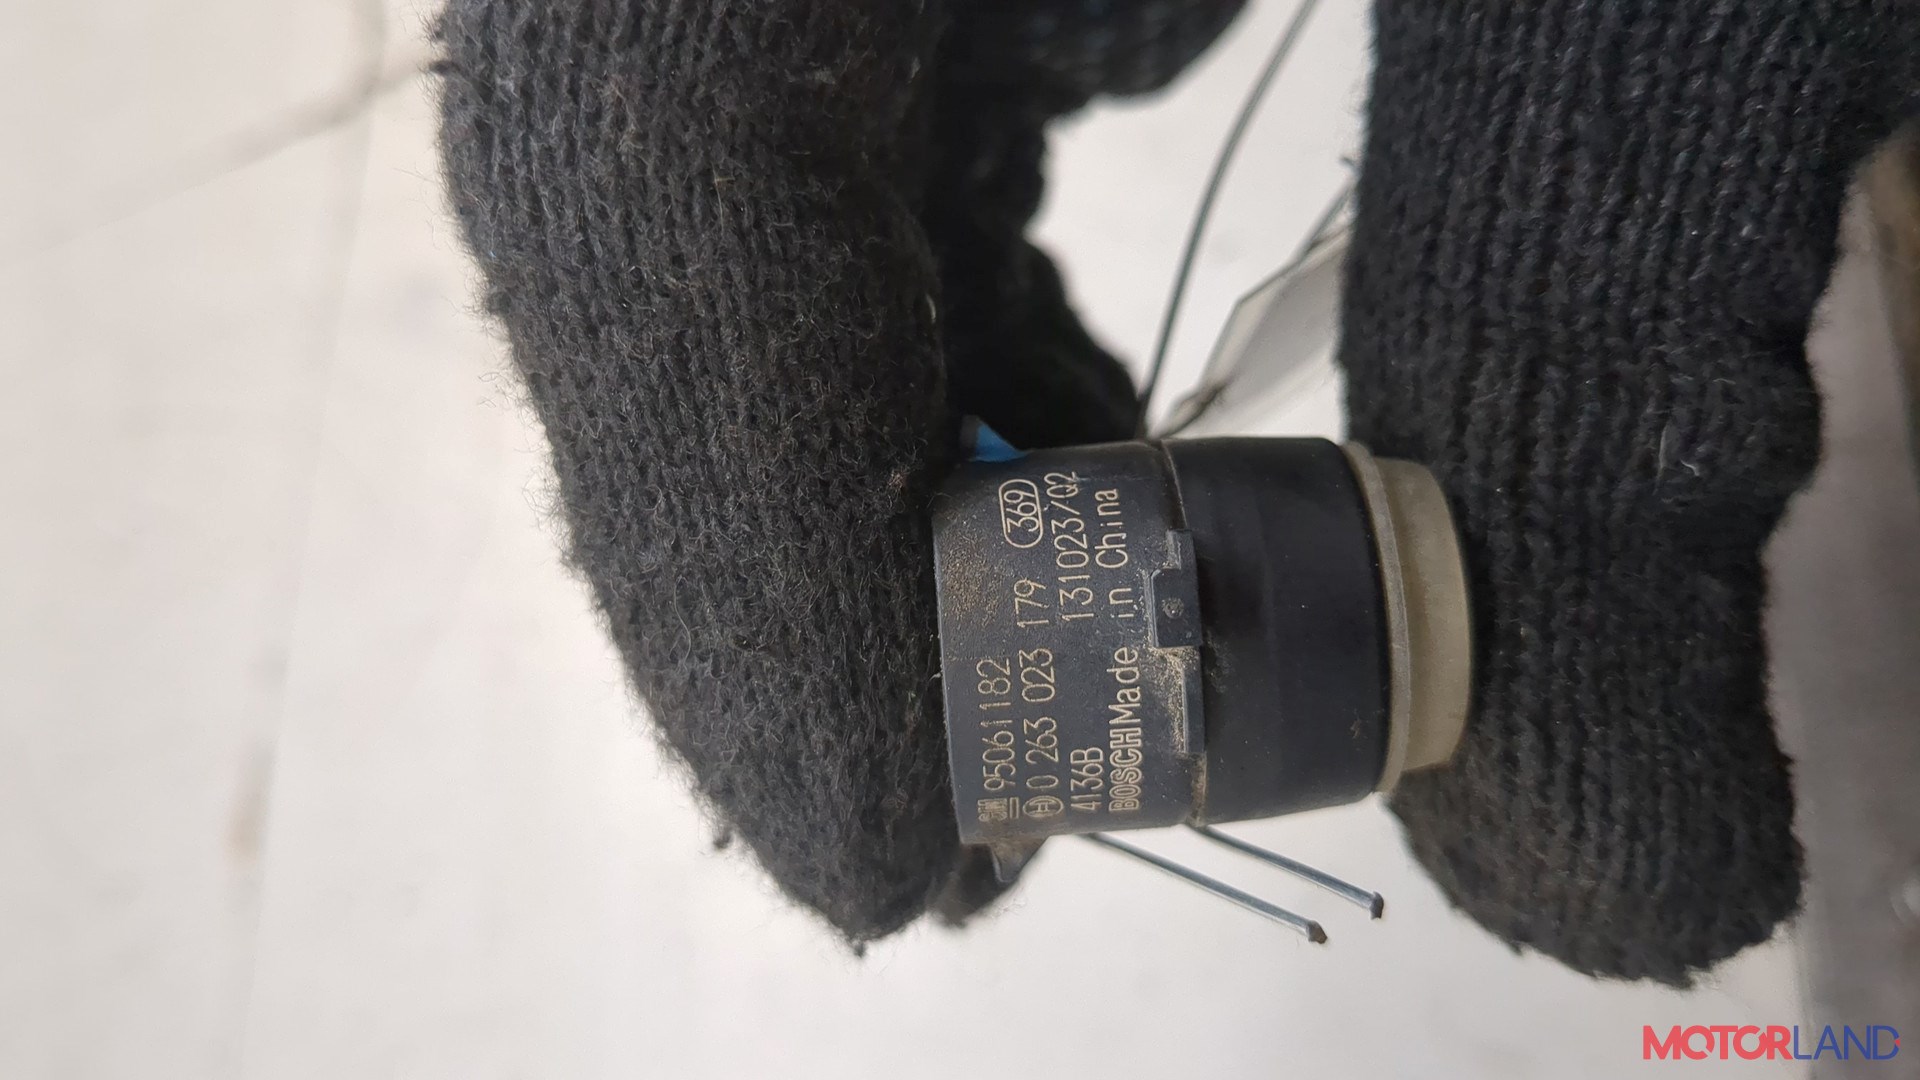 GM 95061182
0 263 023 179 369
4136B 131023/Q2
BOSCH Made in China
MOTORLAND